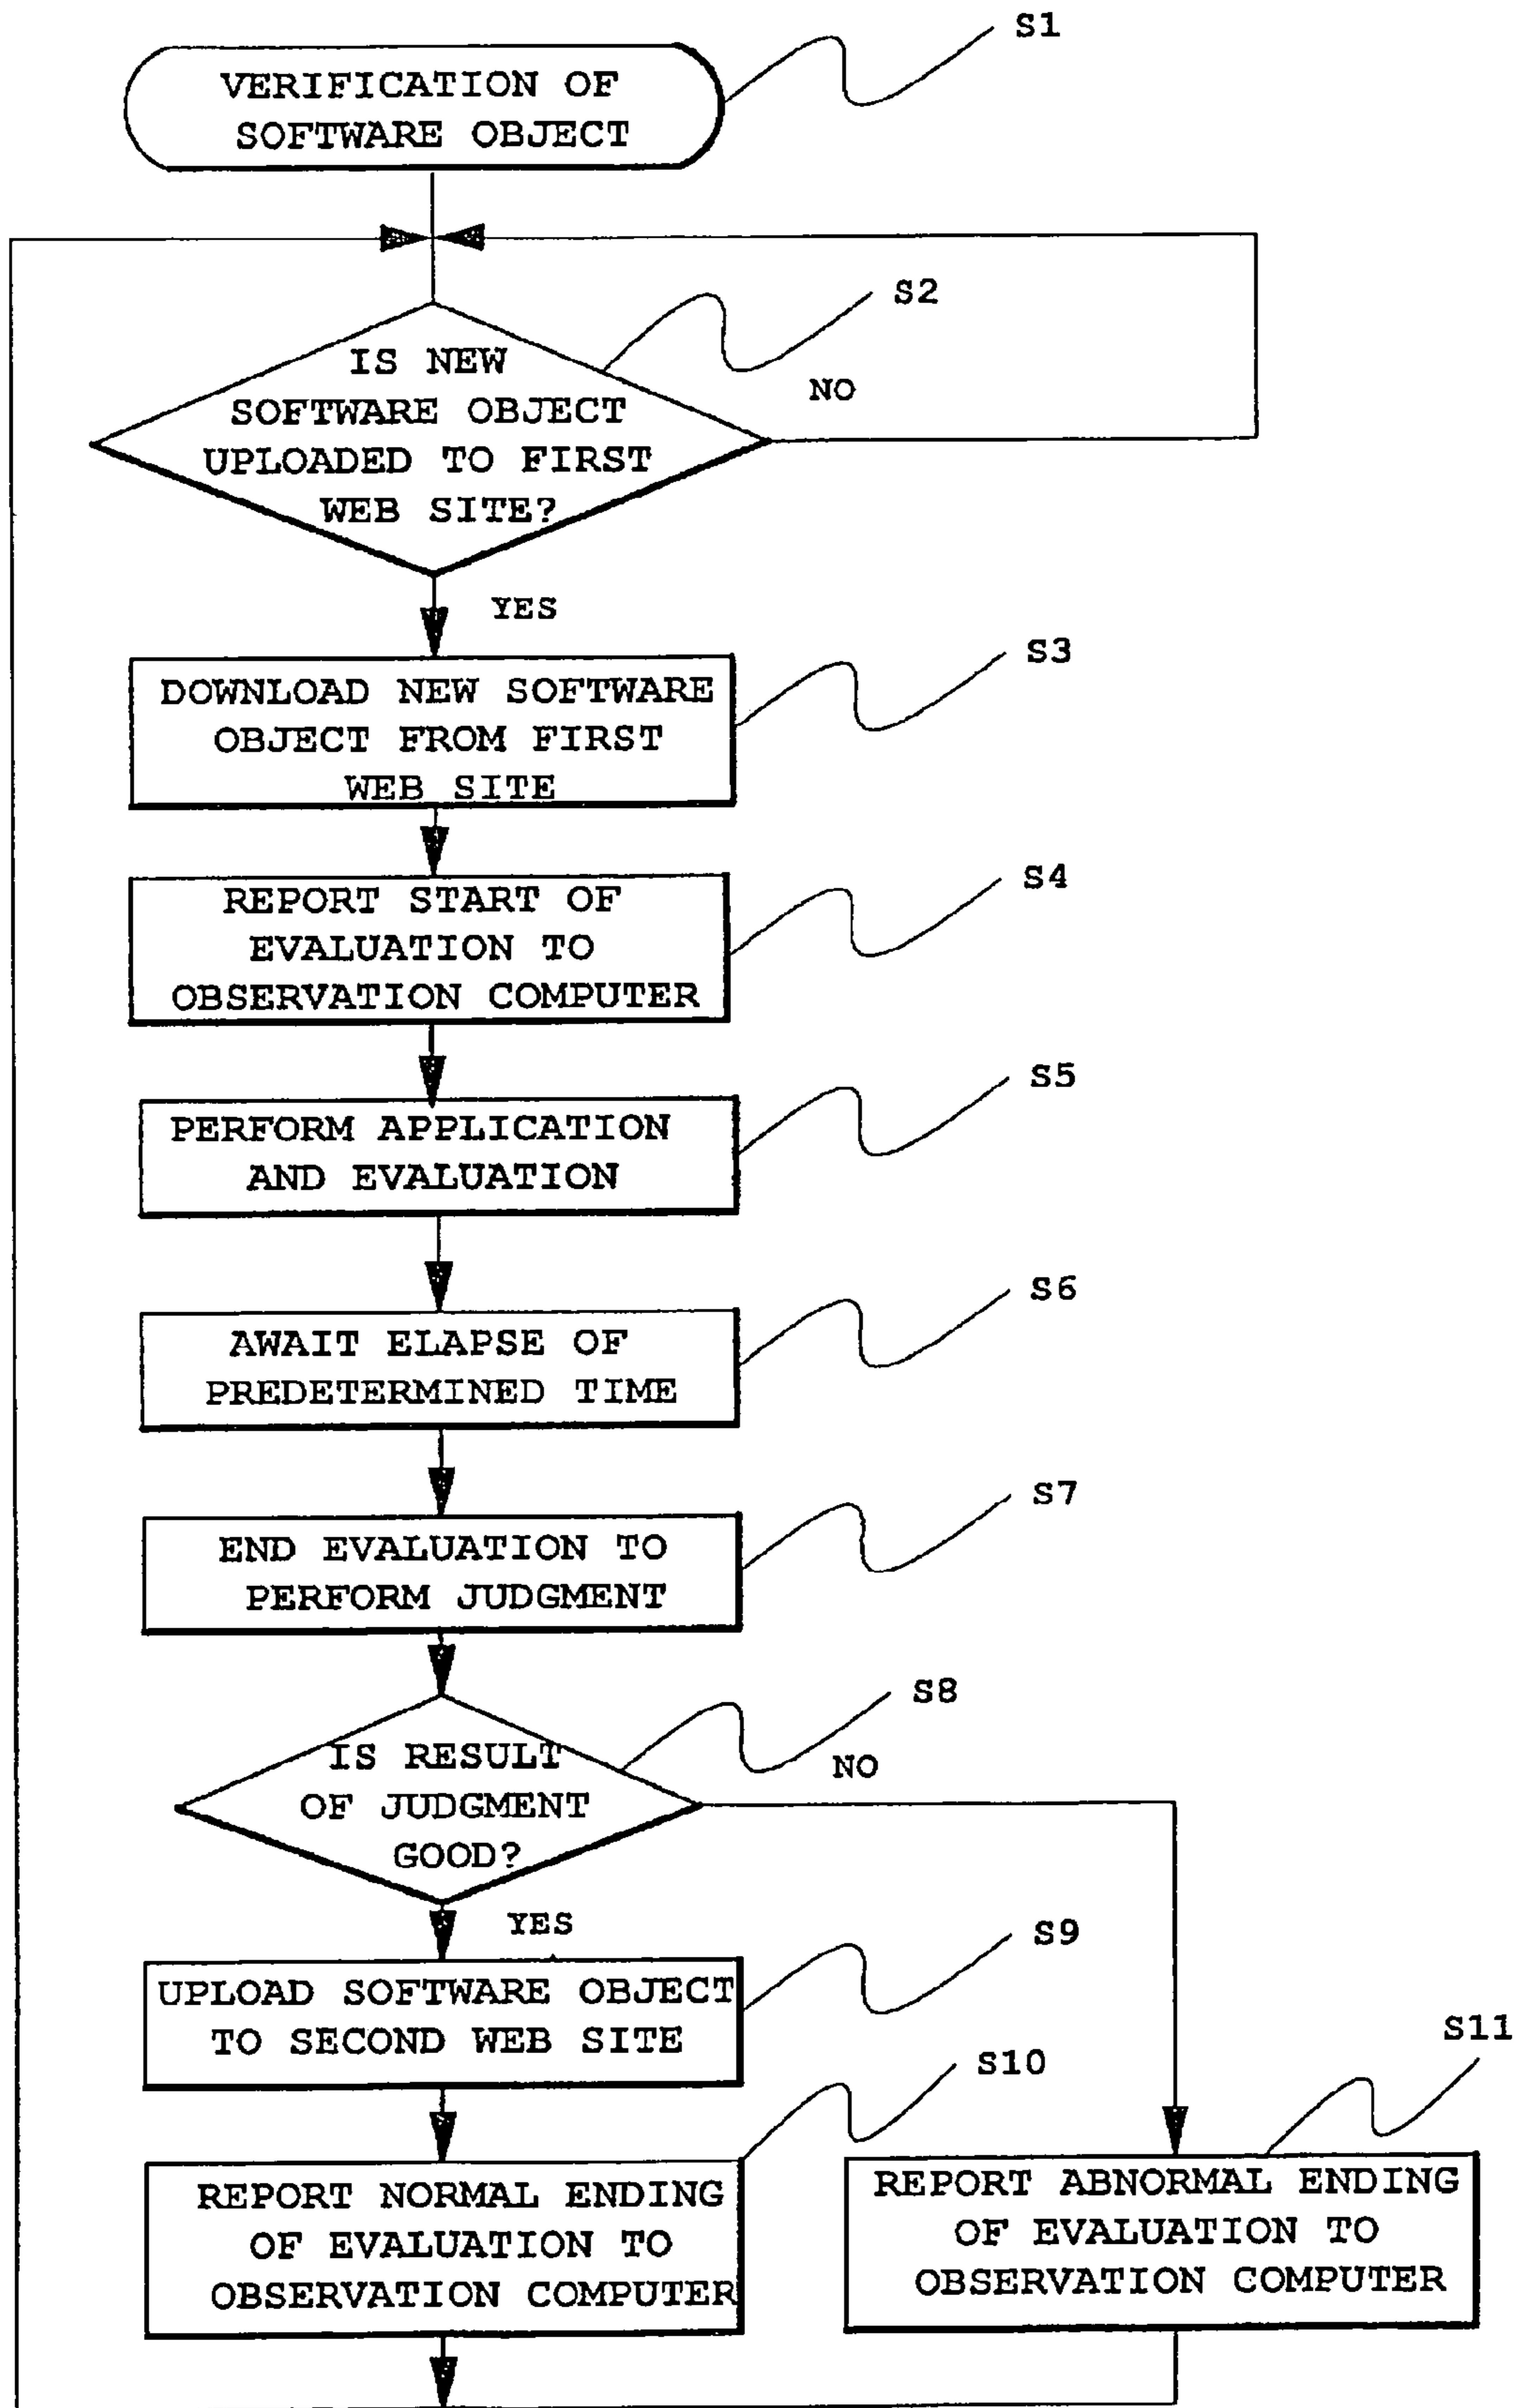 S1
VERIFICATION OF
SOFTWARE OBJECT
S2
IS NEW
SOFTWARE OBJECT
UPLOADED TO FIRST
WEB SITE?
NO
YES
S3
DOWNLOAD NEW SOFTWARE
OBJECT FROM FIRST
WEB SITE
S4
REPORT START OF
EVALUATION TO
OBSERVATION COMPUTER
S5
PERFORM APPLICATION
AND EVALUATION
S6
AWAIT ELAPSE OF
PREDETERMINED TIME
S7
END EVALUATION TO
PERFORM JUDGMENT
S8
IS RESULT
OF JUDGMENT
GOOD?
NO
YES
S9
UPLOAD SOFTWARE OBJECT
TO SECOND WEB SITE
S10
REPORT NORMAL ENDING
OF EVALUATION TO
OBSERVATION COMPUTER
S11
REPORT ABNORMAL ENDING
OF EVALUATION TO
OBSERVATION COMPUTER